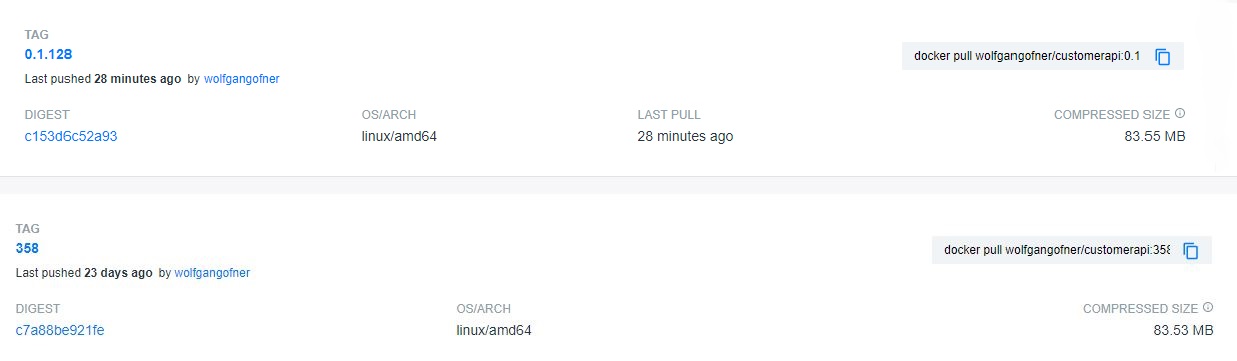 TAG
0.1.128
Last pushed 28 minutes ago by wolfgangofner
docker pull wolfgangofner/customerapi:0.1
DIGEST OS/ARCH LAST PULL COMPRESSED SIZE
c153d6c52a93 linux/amd64 28 minutes ago 83.55 MB
TAG
358
Last pushed 23 days ago by wolfgangofner
docker pull wolfgangofner/customerapi:358
DIGEST OS/ARCH COMPRESSED SIZE
c7a88be921fe linux/amd64 83.53 MB